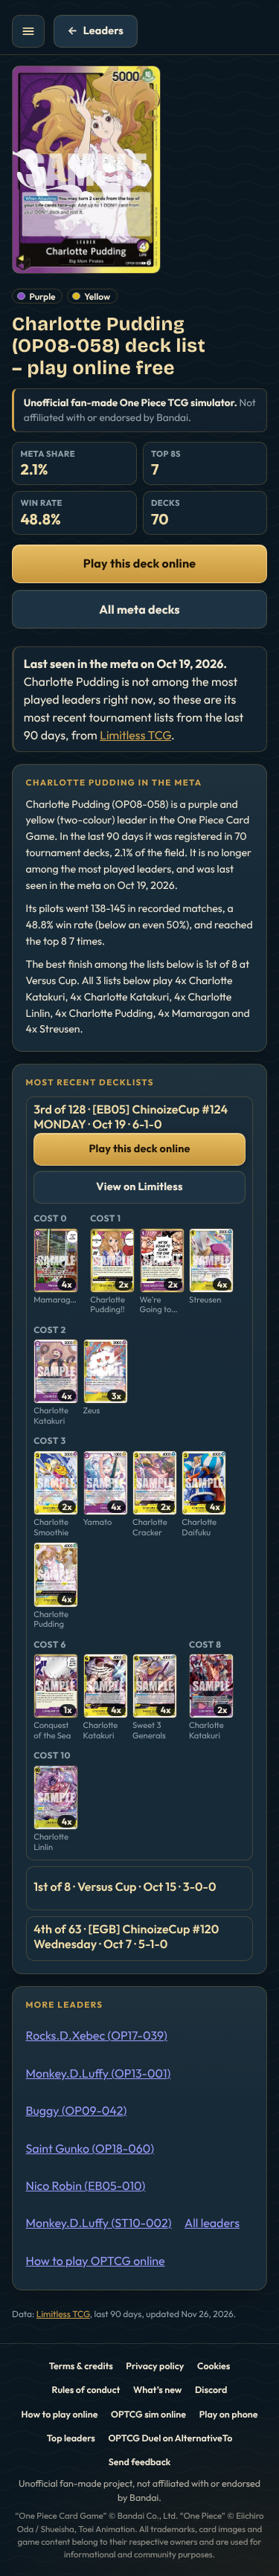 ← Leaders
5000
SAMPLE
When Attacking
LEADER
Charlotte Pudding
Big Mom Pirates
Purple
Yellow
Charlotte Pudding
(OP08-058) deck list
– play online free
Unofficial fan-made One Piece TCG simulator. Not
affiliated with or endorsed by Bandai.
META SHARE
2.1%
TOP 8S
7
WIN RATE
48.8%
DECKS
70
Play this deck online
All meta decks
Last seen in the meta on Oct 19, 2026.
Charlotte Pudding is not among the most
played leaders right now, so these are its
most recent tournament lists from the last
90 days, from Limitless TCG.
CHARLOTTE PUDDING IN THE META
Charlotte Pudding (OP08-058) is a purple and
yellow (two-colour) leader in the One Piece Card
Game. In the last 90 days it was registered in 70
tournament decks, 2.1% of the field. It is no longer
among the most played leaders, and was last
seen in the meta on Oct 19, 2026.
Its pilots went 138-145 in recorded matches, a
48.8% win rate (below an even 50%), and reached
the top 8 7 times.
The best finish among the lists below is 1st of 8 at
Versus Cup. All 3 lists below play 4x Charlotte
Katakuri, 4x Charlotte Katakuri, 4x Charlotte
Linlin, 4x Charlotte Pudding, 4x Mamaragan and
4x Streusen.
MOST RECENT DECKLISTS
3rd of 128 · [EB05] ChinoizeCup #124
MONDAY · Oct 19 · 6-1-0
Play this deck online
View on Limitless
COST 0
COST 1
4x
2x
2x
4x
Mamarag…
Charlotte
Pudding!!
We're
Going to…
Streusen
COST 2
4x
3x
Charlotte
Katakuri
Zeus
COST 3
2x
4x
2x
4x
Charlotte
Smoothie
Yamato
Charlotte
Cracker
Charlotte
Daifuku
4x
Charlotte
Pudding
COST 6
COST 8
1x
4x
4x
2x
Conquest
of the Sea
Charlotte
Katakuri
Sweet 3
Generals
Charlotte
Katakuri
COST 10
4x
Charlotte
Linlin
1st of 8 · Versus Cup · Oct 15 · 3-0-0
4th of 63 · [EGB] ChinoizeCup #120
Wednesday · Oct 7 · 5-1-0
MORE LEADERS
Rocks.D.Xebec (OP17-039)
Monkey.D.Luffy (OP13-001)
Buggy (OP09-042)
Saint Gunko (OP18-060)
Nico Robin (EB05-010)
Monkey.D.Luffy (ST10-002) All leaders
How to play OPTCG online
Data: Limitless TCG, last 90 days, updated Nov 26, 2026.
Terms & credits Privacy policy Cookies
Rules of conduct What's new Discord
How to play online OPTCG sim online Play on phone
Top leaders OPTCG Duel on AlternativeTo
Send feedback
Unofficial fan-made project, not affiliated with or endorsed
by Bandai.
"One Piece Card Game" © Bandai Co., Ltd. "One Piece" © Eiichiro
Oda / Shueisha, Toei Animation. All trademarks, card images and
game content belong to their respective owners and are used for
informational and community purposes.